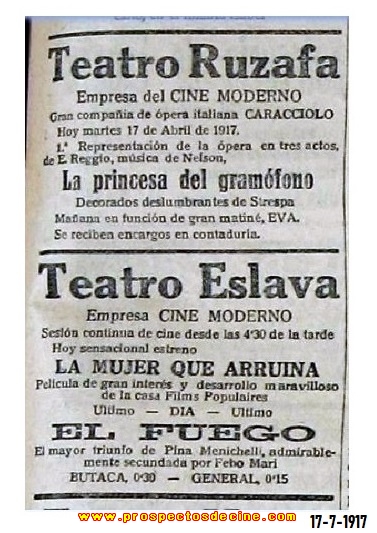 Teatro Ruzafa
Empresa del CINE MODERNO
Gran compañía de ópera italiana CARACCIOLO
Hoy martes 17 de Abril de 1917.
1.ª Representación de la ópera en tres actos,
de E. Reggio, música de Nelson,
La princesa del gramófono
Decorados deslumbrantes de Strespa
Mañana en función de gran matiné, EVA.
Se reciben encargos en contaduría.
Teatro Eslava
Empresa CINE MODERNO
Sesión continua de cine desde las 4'30 de la tarde
Hoy sensacional estreno
LA MUJER QUE ARRUINA
Película de gran interés y desarrollo maravilloso
de la casa Films Populaires
Ultimo — DIA — Ultimo
EL FUEGO
El mayor triunfo de Pina Menichelli, admirable-
mente secundada por Febo Mari
BUTACA, 0'30 — GENERAL, 0'15
www.prospectosdecine.com
17-7-1917